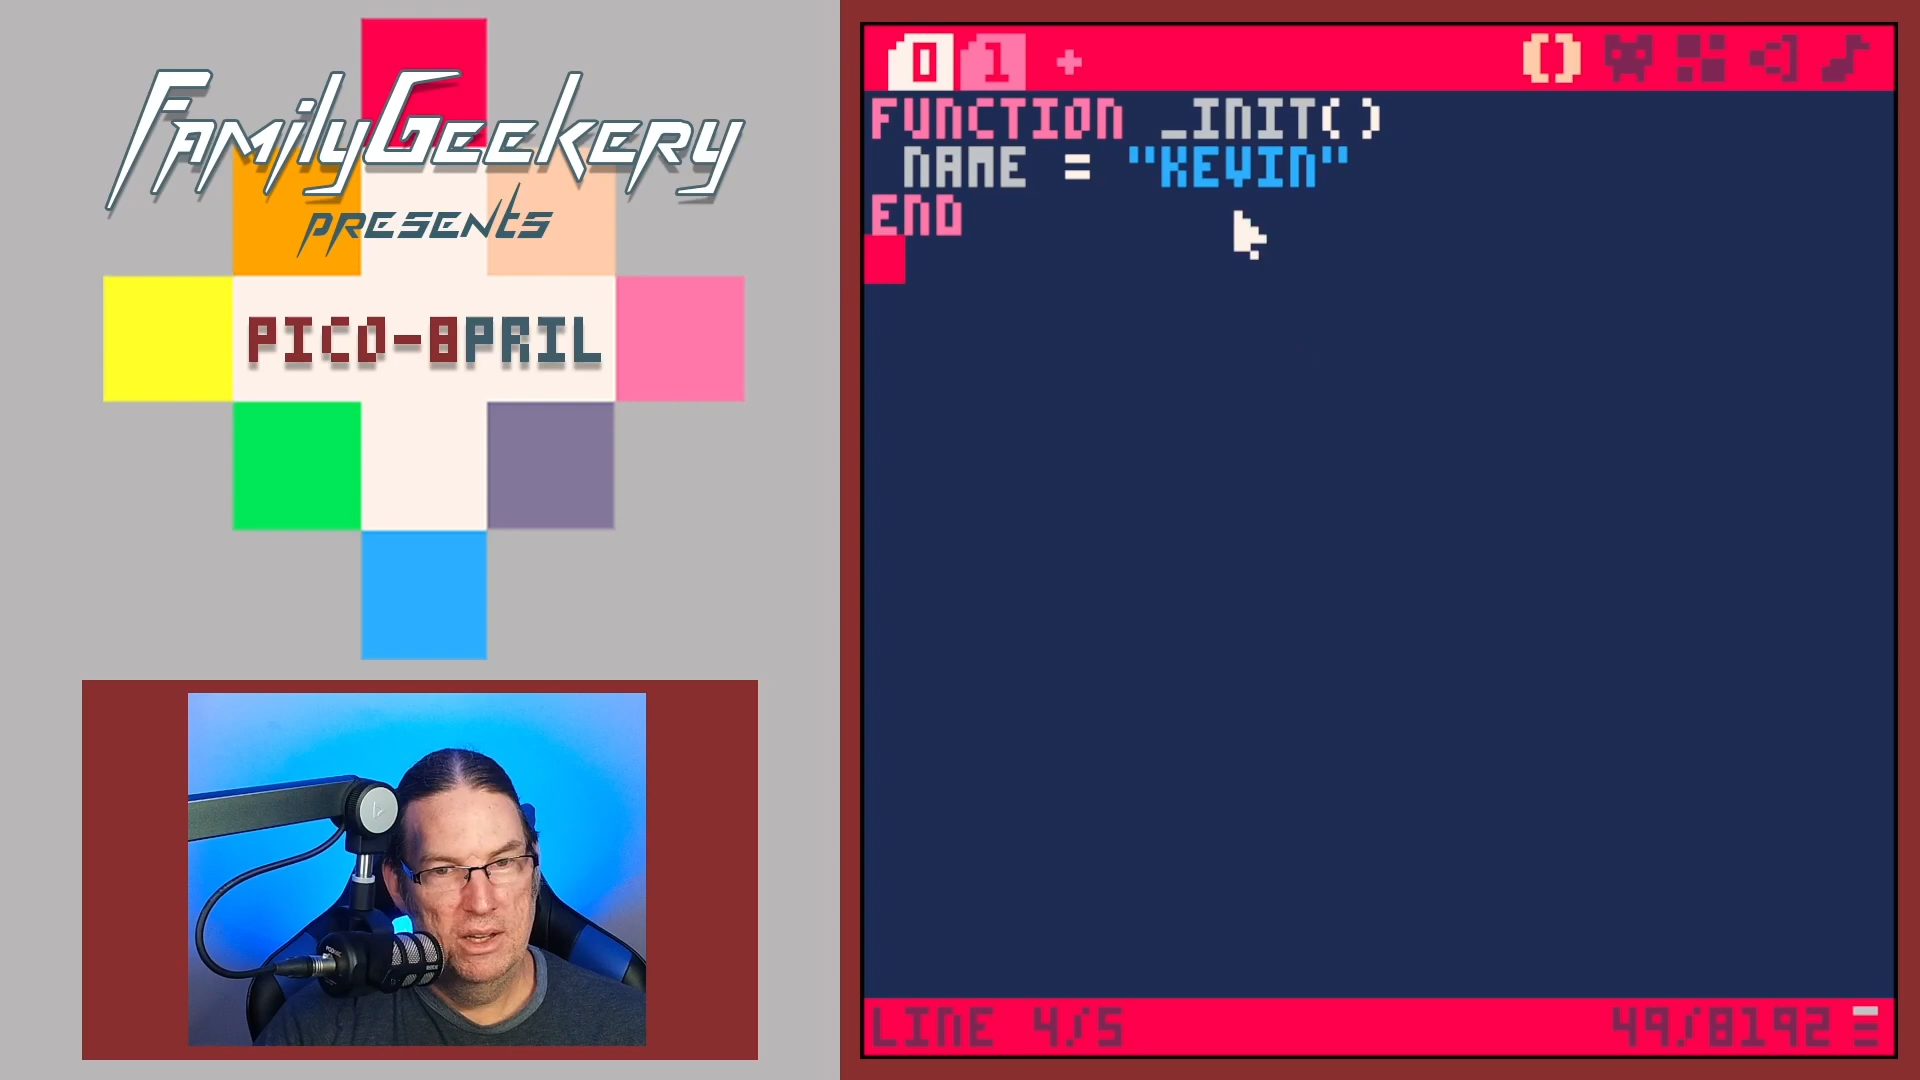 FamilyGeekery
presents
PICO-8PRIL
0 1 +
FUNCTION _INIT()
NAME = "KEVIN"
END
LINE 4/5
49/8192